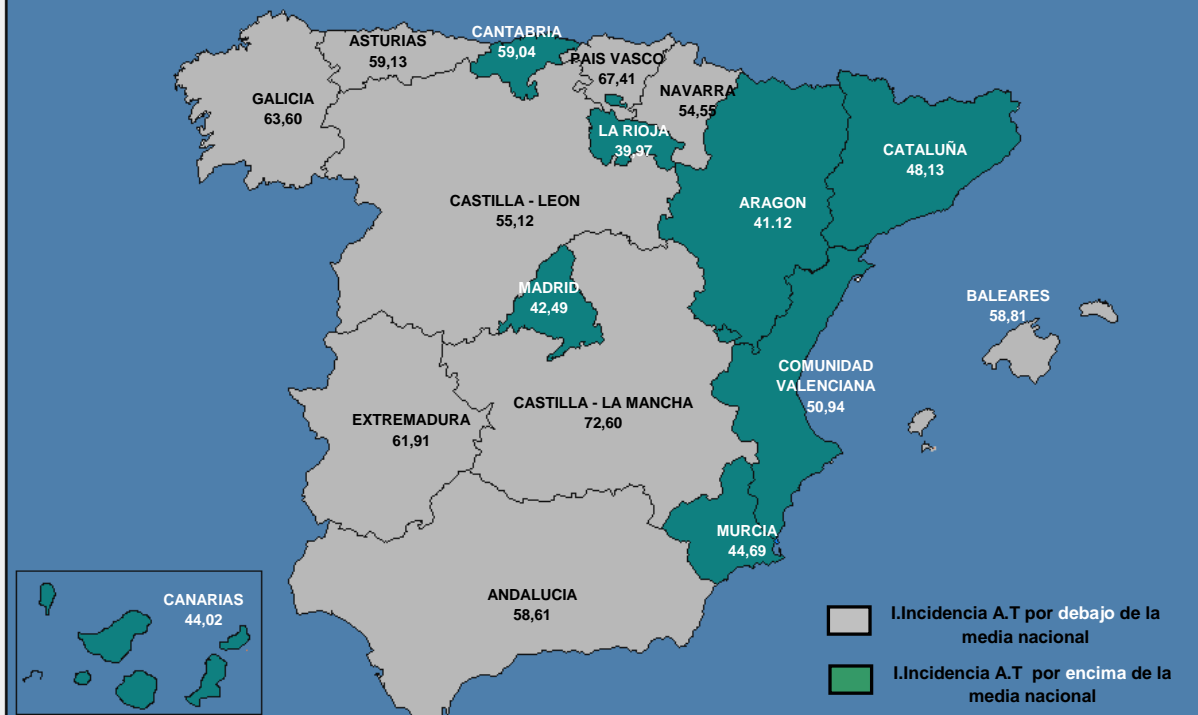 CANTABRIA
59,04
ASTURIAS
59,13
PAIS VASCO
67,41
GALICIA
63,60
NAVARRA
54,55
LA RIOJA
39,97
CATALUÑA
48,13
CASTILLA - LEON
55,12
ARAGON
41.12
MADRID
42,49
BALEARES
58,81
COMUNIDAD
VALENCIANA
50,94
CASTILLA - LA MANCHA
72,60
EXTREMADURA
61,91
MURCIA
44,69
ANDALUCIA
58,61
CANARIAS
44,02
I.Incidencia A.T por debajo de la
media nacional
I.Incidencia A.T por encima de la
media nacional